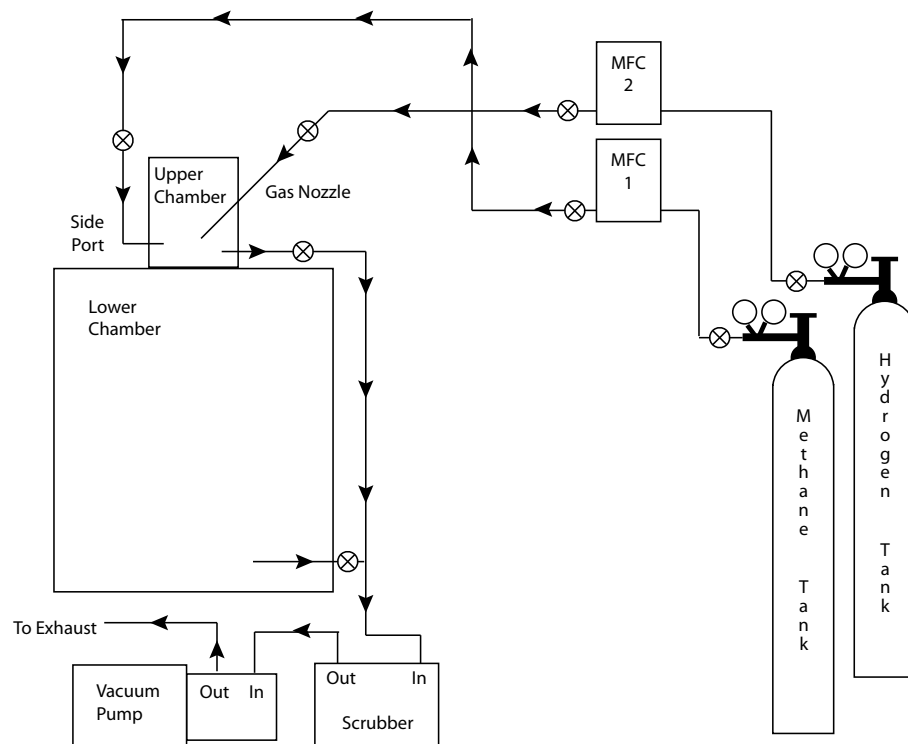 MFC
2
MFC
1
Upper
Chamber
Gas Nozzle
Side
Port
Lower
Chamber
Methane Tank
Hydrogen Tank
To Exhaust
Vacuum
Pump
Out In
Out In
Scrubber